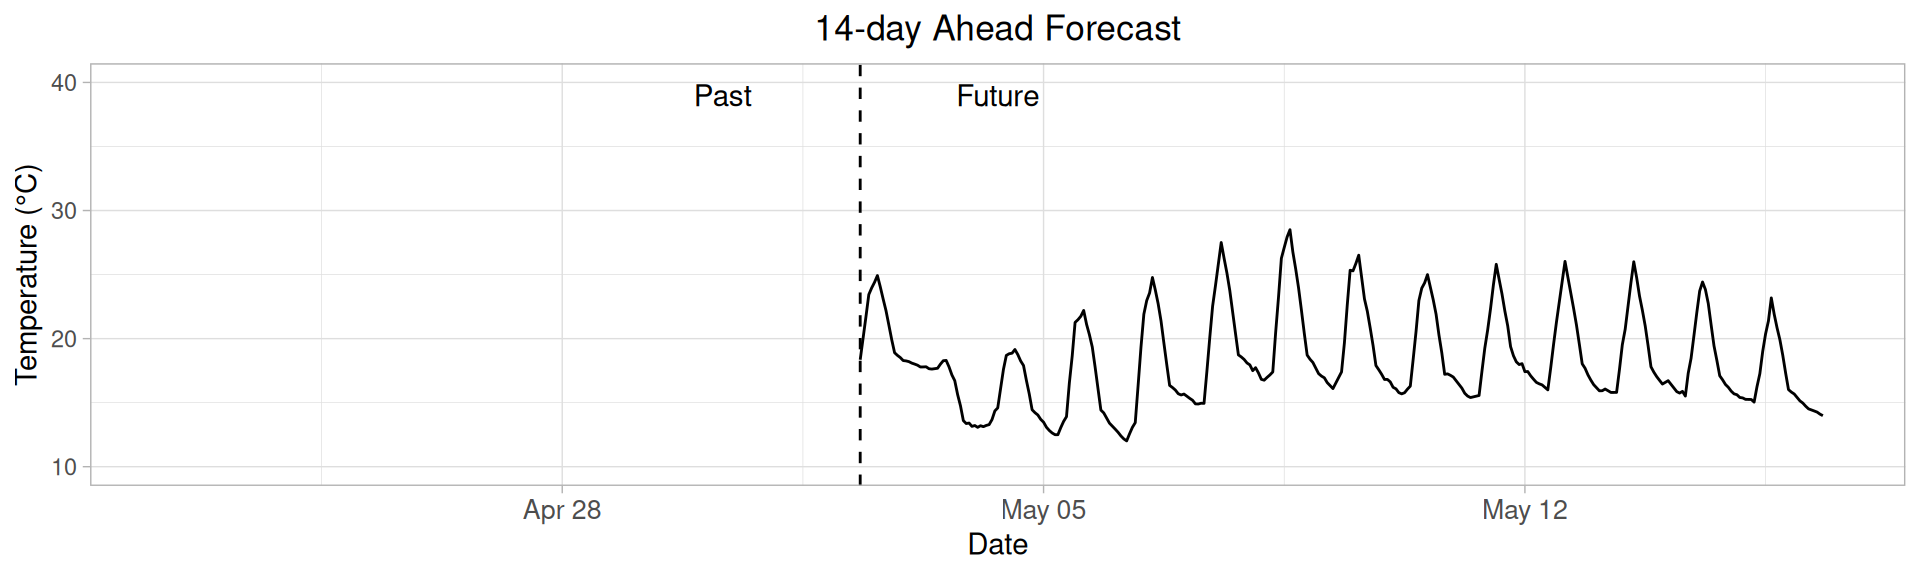 14-day Ahead Forecast
Past
Future
Temperature (°C)
40
30
20
10
Apr 28
May 05
May 12
Date